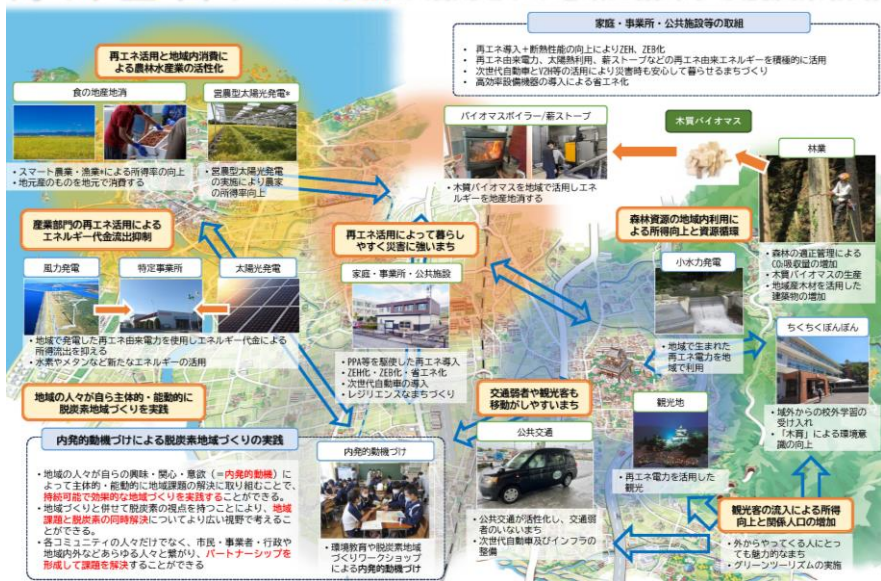 家庭・事業所・公共施設等の取組
• 再エネ導入+断熱性能の向上によりZEH、ZEB化
• 再エネ由来電力、太陽熱利用、薪ストーブなどの再エネ由来エネルギーを積極的に活用
• 次世代自動車とV2H等の活用により災害時も安心して暮らせるまちづくり
• 高効率設備機器の導入による省エネ化
再エネ活用と地域内消費に
よる農林水産業の活性化
食の地産地消
営農型太陽光発電*
• スマート農業・漁業*による所得率の向上
• 地元産のものを地元で消費する
• 営農型太陽光発電
の実施により農家
の所得率向上
バイオマスボイラー/薪ストーブ
• 木質バイオマスを地域で活用しエネ
ルギーを地産地消する
木質バイオマス
林業
• 森林の適正管理による
CO₂吸収量の増加
• 木質バイオマスの生産
• 地域産木材を活用した
建築物の増加
産業部門の再エネ活用による
エネルギー代金流出抑制
風力発電
特定事業所
太陽光発電
• 地域で発電した再エネ由来電力を使用しエネルギー代金による
所得流出を抑える
• 水素やメタンなど新たなエネルギーの活用
再エネ活用によって暮らし
やすく災害に強いまち
家庭・事業所・公共施設
• PPA等を駆使した再エネ導入
• ZEH化・ZEB化・省エネ化
• 次世代自動車の導入
• レジリエンスなまちづくり
森林資源の地域内利用に
よる所得向上と資源循環
小水力発電
• 地域で生まれた
再エネ電力を地
域で利用
ちくちくぼんぼん
• 域外からの校外学習の
受け入れ
• 「木育」による環境意
識の向上
地域の人々が自ら主体的・能動的に
脱炭素地域づくりを実践
内発的動機づけによる脱炭素地域づくりの実践
• 地域の人々が自らの興味・関心・意欲(=内発的動機)に
よって主体的・能動的に地域課題の解決に取り組むことで、
持続可能で効果的な地域づくりを実践することができる。
• 地域づくりと併せて脱炭素の視点を持つことにより、地域
課題と脱炭素の同時解決についてより広い視野で考えるこ
とができる。
• 各コミュニティの人々だけでなく、市民・事業者・行政や
地域内外などあらゆる人々と繋がり、パートナーシップを
形成して課題を解決することができる
内発的動機づけ
• 環境教育や脱炭素地域
づくりワークショップ
による内発的動機づけ
交通弱者や観光客も
移動がしやすいまち
公共交通
• 公共交通が活性化し、交通弱
者のいないまち
• 次世代自動車及びインフラの
整備
観光地
• 再エネ電力を活用した
観光
観光客の流入による所得
向上と関係人口の増加
• 外からやってくる人にとっ
ても魅力的なまち
• グリーンツーリズムの実施